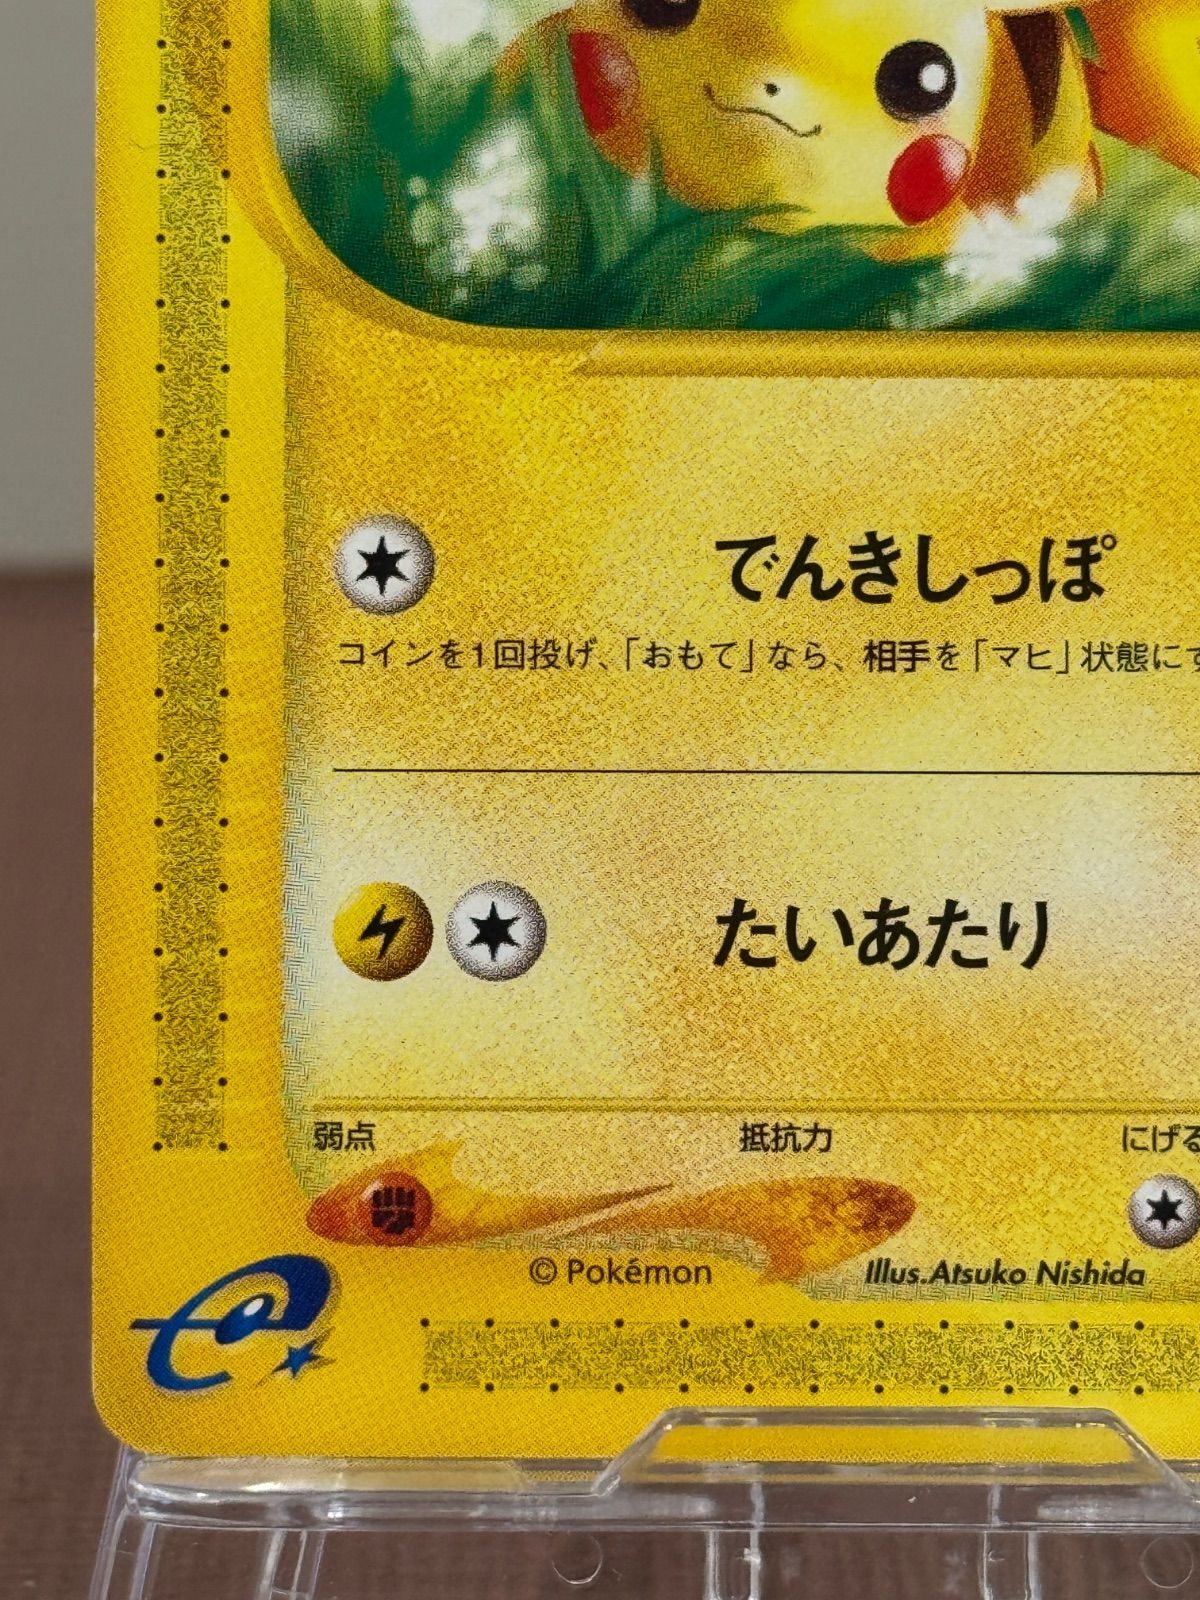 でんきしっぽ
コインを1回投げ、「おもて」なら、相手を「マヒ」状態に
たいあたり
弱点 抵抗力 にげる
© Pokémon Illus.Atsuko Nishida
e